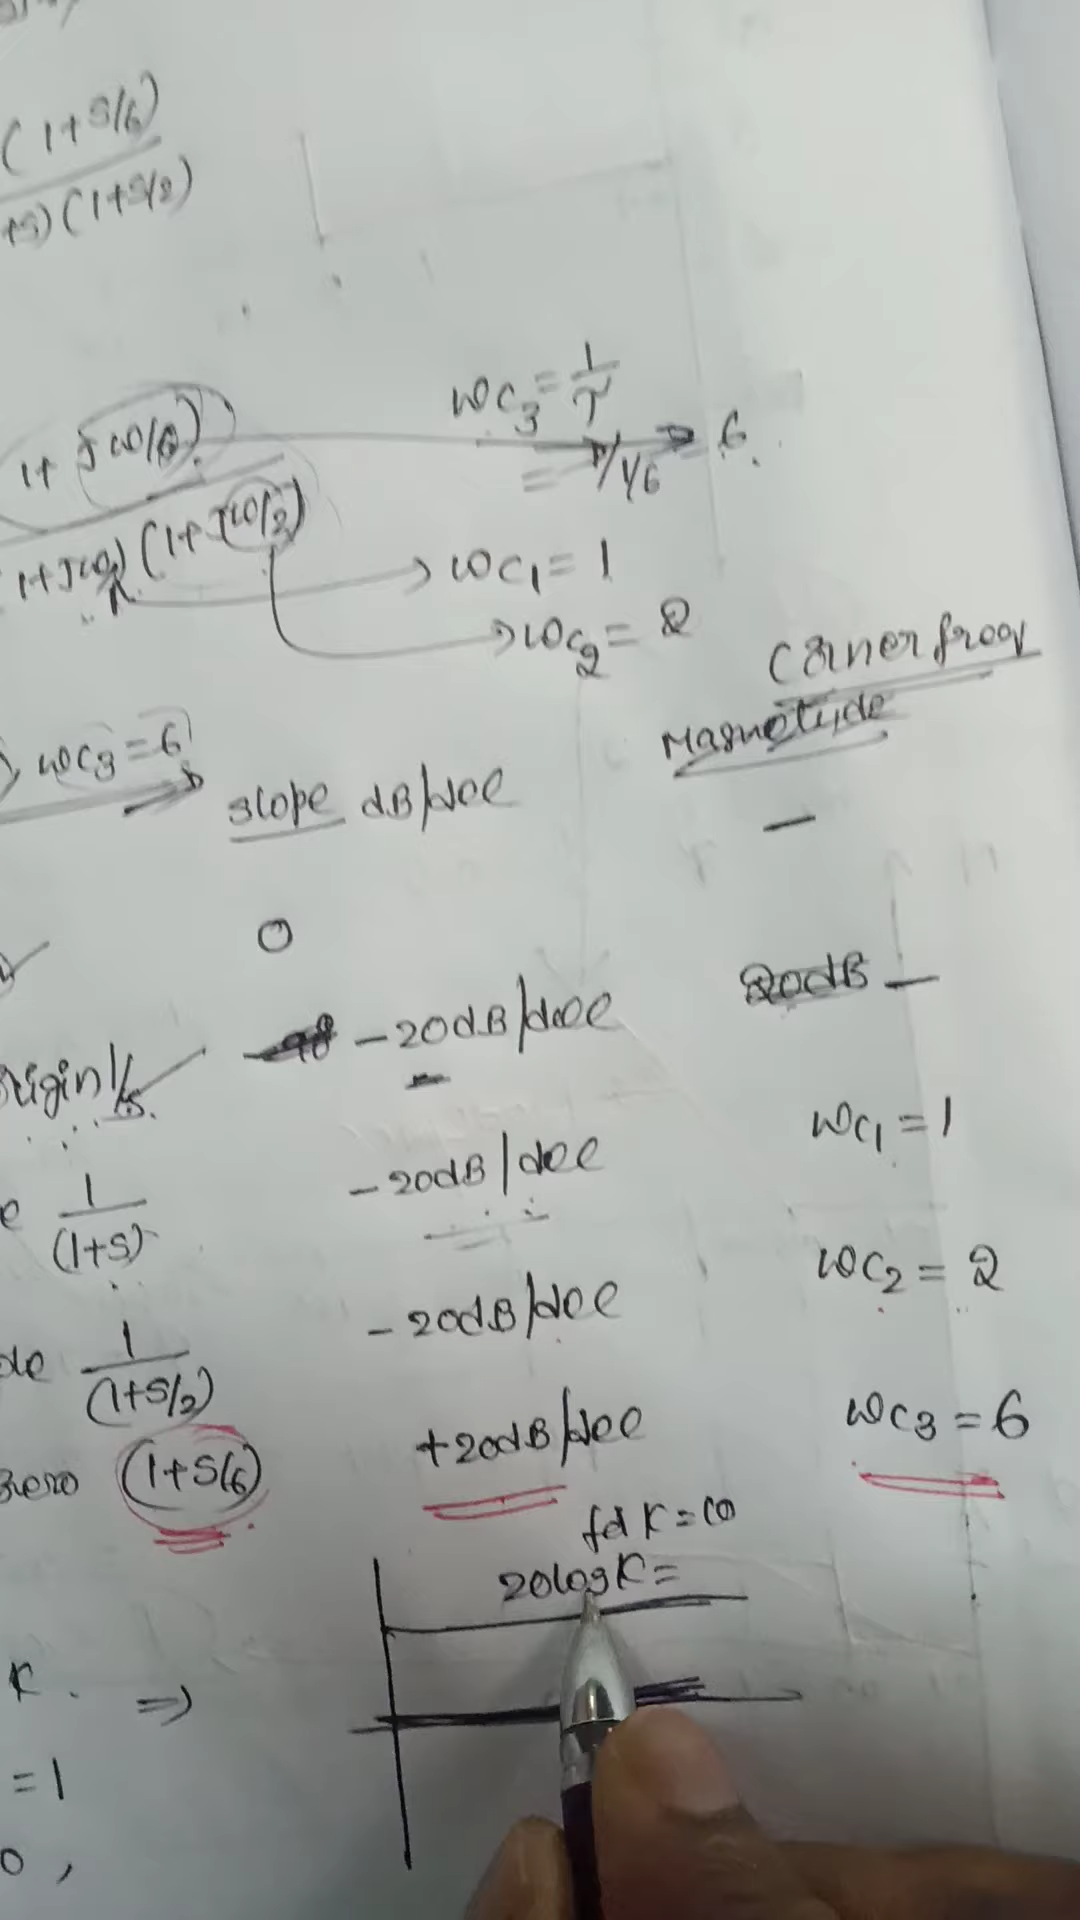 (1+S/6)
+s)(1+S/2)
ωc3 = 1/T
1+ Jω/6)
= 1/1/6 = 6.
1+Jω) (1+Jω/2)
→ ωc1 = 1
→ ωc2 = 2
Corner freqy
Magnetude
), ωc3 = 6
slope dB/dec
—
0
20dB —
-20dB/dec
origin 1/s.
ωc1 = 1
1/(1+S)
-20dB/dec
ωc2 = 2
1/(1+S/2)
-20dB/dec
ωc3 = 6
zero (1+S/6)
+20dB/dec
for K=10
20logK=
K. ⇒
=1
0,